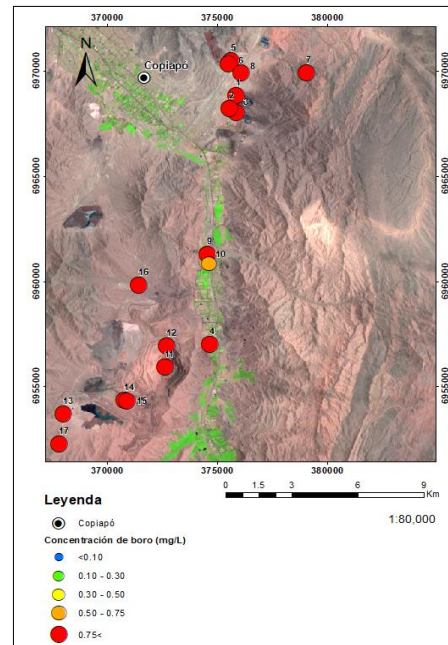 370000 375000 380000
6970000
6965000
6960000
6955000
6970000
6965000
6960000
6955000
N
Copiapó
5
6
8
7
1
2
3
9
10
16
12
4
11
14
15
13
17
370000 375000 380000
Leyenda
Copiapó
Concentración de boro (mg/L)
<0.10
0.10 - 0.30
0.30 - 0.50
0.50 - 0.75
0.75<
0 1.5 3 6 9
Km
1:80,000